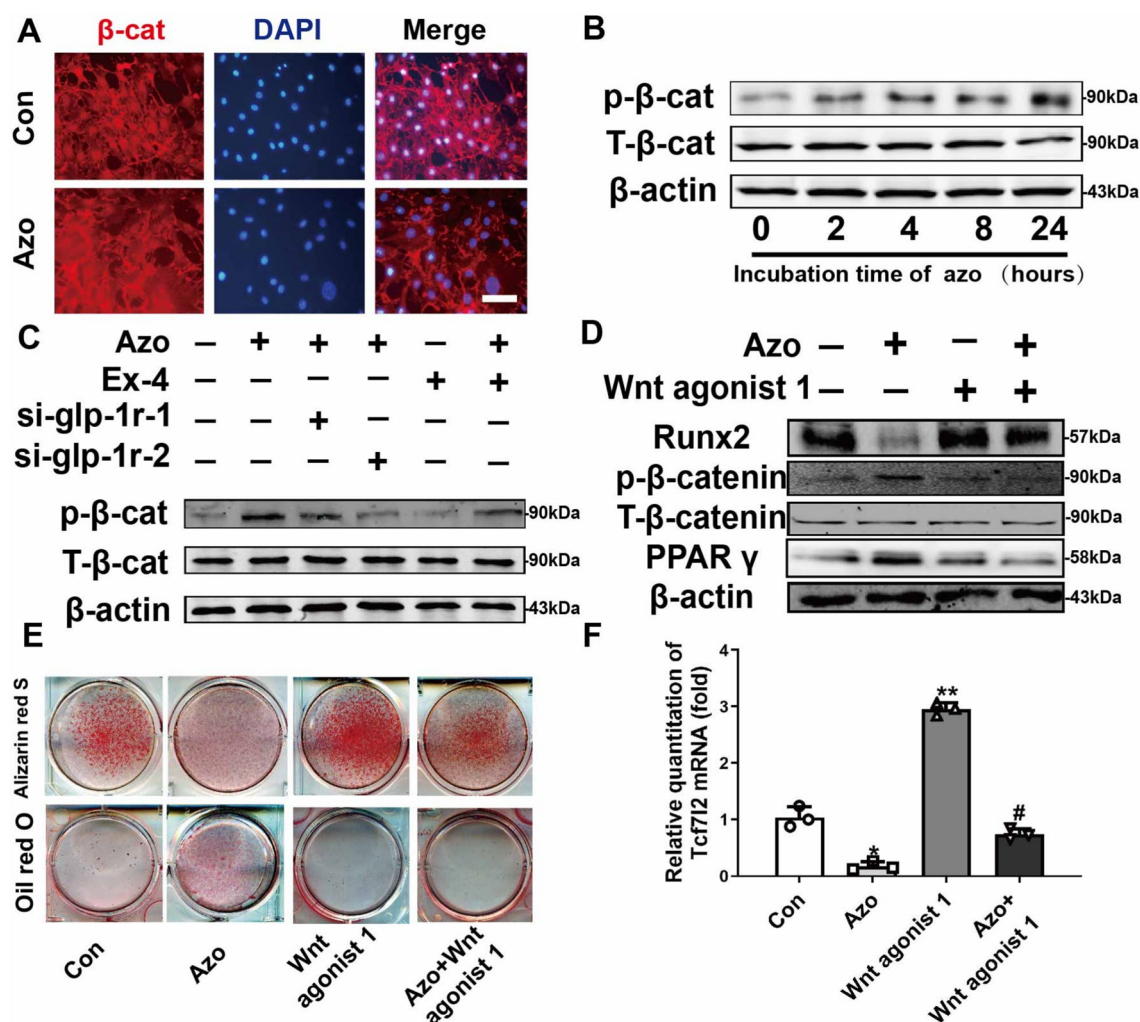 A
β-cat DAPI Merge
Con
Azo
B
p-β-cat -90kDa
T-β-cat -90kDa
β-actin -43kDa
0 2 4 8 24
Incubation time of azo (hours)
C
Azo — + + + — +
Ex-4 — — — — + +
si-glp-1r-1 — — + — — —
si-glp-1r-2 — — — + — —
p-β-cat -90kDa
T-β-cat -90kDa
β-actin -43kDa
D
Azo — + — +
Wnt agonist 1 — — + +
Runx2 -57kDa
p-β-catenin -90kDa
T-β-catenin -90kDa
PPAR γ -58kDa
β-actin -43kDa
E
Alizarin red S
Oil red O
Con
Azo
Wnt
agonist 1
Azo+Wnt
agonist 1
F
Relative quantitation of
Tcf7l2 mRNA (fold)
4
3
2
1
0
*
**
#
Con
Azo
Wnt agonist 1
Azo+
Wnt agonist 1